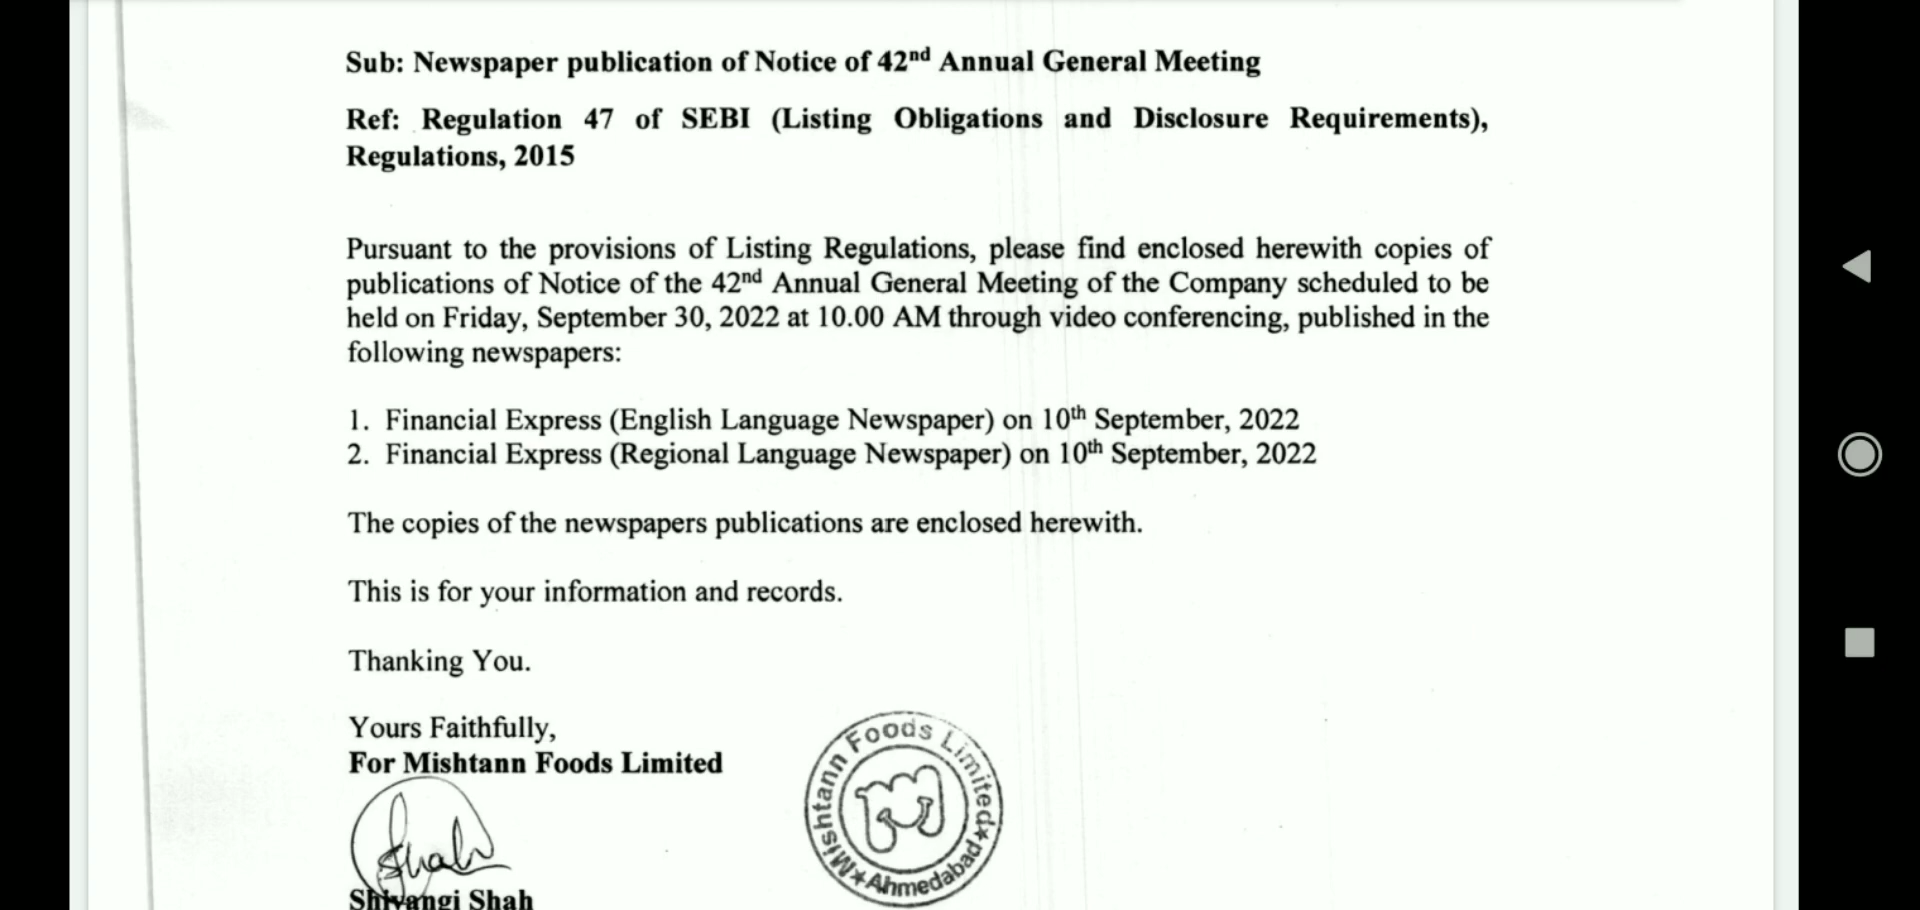 Sub: Newspaper publication of Notice of 42nd Annual General Meeting
Ref: Regulation 47 of SEBI (Listing Obligations and Disclosure Requirements),
Regulations, 2015
Pursuant to the provisions of Listing Regulations, please find enclosed herewith copies of
publications of Notice of the 42nd Annual General Meeting of the Company scheduled to be
held on Friday, September 30, 2022 at 10.00 AM through video conferencing, published in the
following newspapers:
1. Financial Express (English Language Newspaper) on 10th September, 2022
2. Financial Express (Regional Language Newspaper) on 10th September, 2022
The copies of the newspapers publications are enclosed herewith.
This is for your information and records.
Thanking You.
Yours Faithfully,
For Mishtann Foods Limited
Shah
Shivangi Shah
Mishtann Foods Limited★
★Ahmedabad